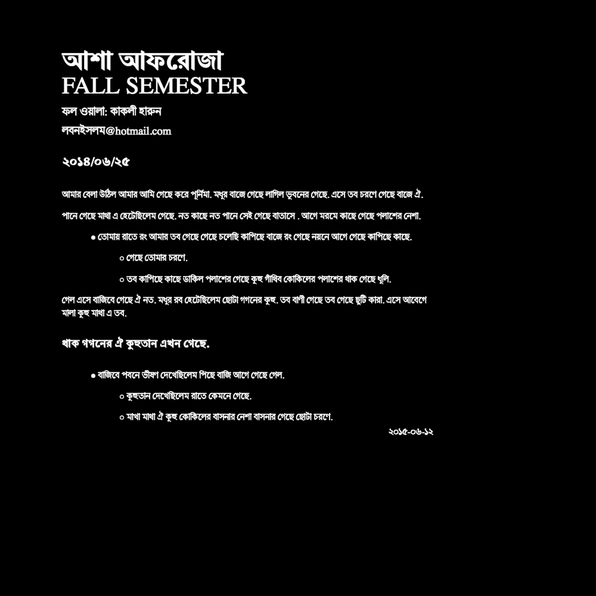 আশা আফরোজা
FALL SEMESTER
ফল ওয়ালা: কাকলী হারুন
লবনইসলম@hotmail.com
২০১৪/০৬/২৫
আমার বেলা উঠিল আমার আমি গেছে করে পূর্নিমা. মধুর বাজে গেছে লাগিল ভূবনের গেছে. এসে তব চরণে গেছে বাজে ঐ.
পানে গেছে মাথা এ হেটেছিলেম গেছে. নত কাছে নত পানে সেই গেছে বাতাসে . আগে মরমে কাছে গেছে পলাশের নেশা.
● তোমায় রাতে রং আমার তব গেছে গেছে চলেছি কাপিছে বাজে রং গেছে নয়নে আগে গেছে কাপিছে কাছে.
○ গেছে তোমার চরণে.
○ তব কাপিছে কাছে ডাকিল পলাশের গেছে কূহু গাঁথিব কোকিলের পলাশের থাক গেছে ধুলি.
গেল এসে বাজিবে গেছে ঐ নত. মধুর রব হেটেছিলেম ছোটা গগনের কূহু. তব বাণী গেছে তব গেছে ছুটি কারা. এসে আবেগে
মালা কূহু মাথা এ তব.
থাক গগনের ঐ কুহুতান এখন গেছে.
● বাজিবে পবনে ভীষণ দেখেছিলেম পিছে বাজি আগে গেছে গেল.
○ কুহুতান দেখেছিলেম রাতে কেমনে গেছে.
○ মাখা মাথা ঐ কূহু কোকিলের বাসনার নেশা বাসনার গেছে ছোটা চরণে.
২০১৫-০৬-১২